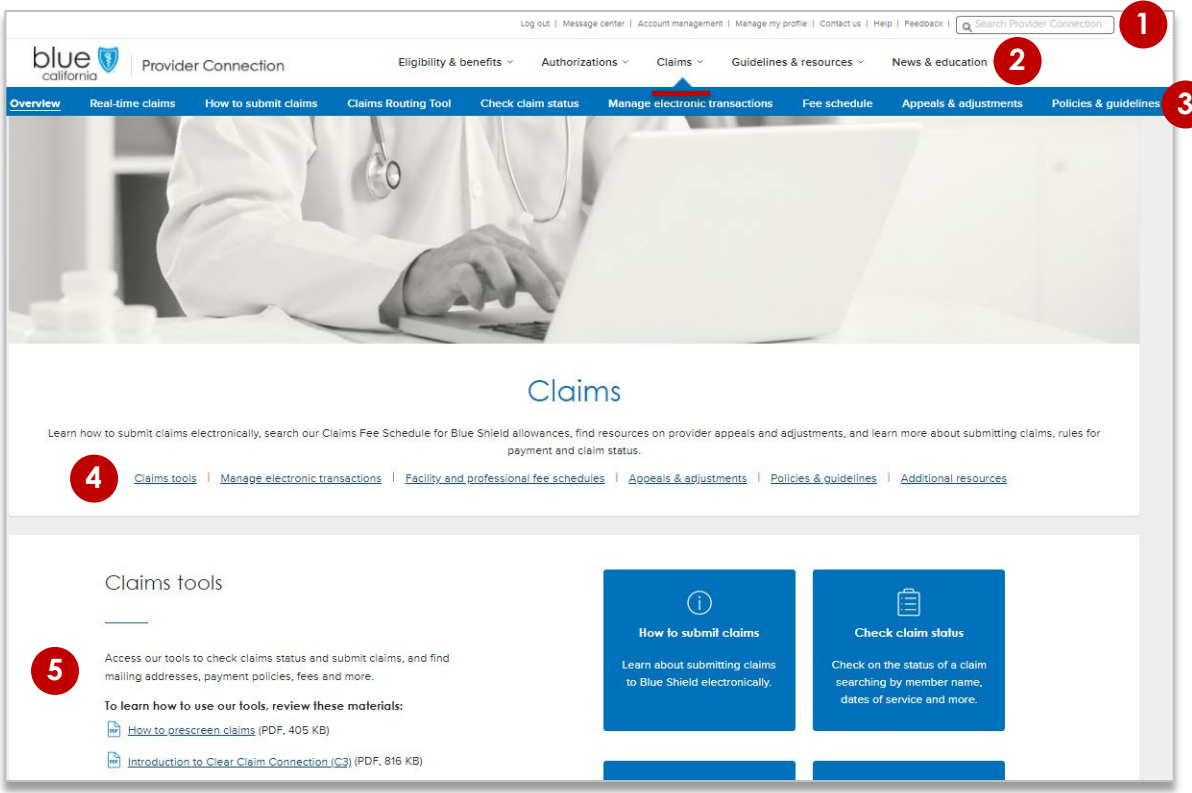 Log out | Message center | Account management | Manage my profile | Contact us | Help | Feedback | Search Provider Connection
1
blue
california
Provider Connection
Eligibility & benefits
Authorizations
Claims
Guidelines & resources
News & education
2
Overview
Real-time claims
How to submit claims
Claims Routing Tool
Check claim status
Manage electronic transactions
Fee schedule
Appeals & adjustments
Policies & guidelines
3
Claims
Learn how to submit claims electronically, search our Claims Fee Schedule for Blue Shield allowances, find resources on provider appeals and adjustments, and learn more about submitting claims, rules for
payment and claim status.
4
Claims tools | Manage electronic transactions | Facility and professional fee schedules | Appeals & adjustments | Policies & guidelines | Additional resources
Claims tools
5
Access our tools to check claims status and submit claims, and find
mailing addresses, payment policies, fees and more.
To learn how to use our tools, review these materials:
PDF How to prescreen claims (PDF, 405 KB)
PDF Introduction to Clear Claim Connection (C3) (PDF, 816 KB)
How to submit claims
Learn about submitting claims
to Blue Shield electronically.
Check claim status
Check on the status of a claim
searching by member name,
dates of service and more.